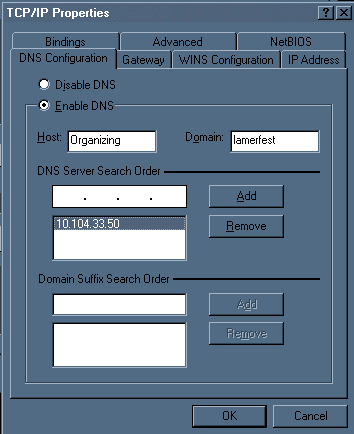 TCP/IP Properties
Bindings Advanced NetBIOS
DNS Configuration Gateway WINS Configuration IP Address
Disable DNS
Enable DNS
Host: Organizing Domain: lamerfest
DNS Server Search Order
. . . Add
10.104.33.50 Remove
Domain Suffix Search Order
Add
Remove
OK Cancel